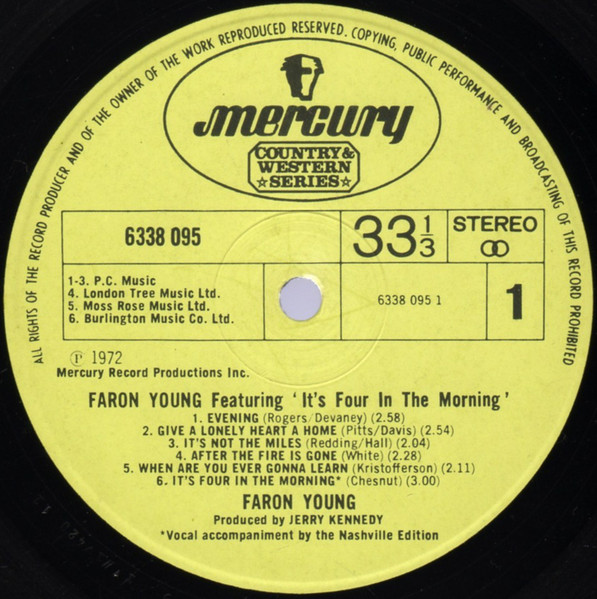 ALL RIGHTS OF THE RECORD PRODUCER AND OF THE OWNER OF THE WORK REPRODUCED RESERVED. COPYING, PUBLIC PERFORMANCE AND BROADCASTING OF THIS RECORD PROHIBITED
mercury
COUNTRY &
WESTERN
☆SERIES☆
6338 095
33 1/3
STEREO
1-3. P.C. Music
4. London Tree Music Ltd.
5. Moss Rose Music Ltd.
6. Burlington Music Co. Ltd.
6338 095 1
1
℗ 1972
Mercury Record Productions Inc.
FARON YOUNG Featuring 'It's Four In The Morning'
1. EVENING (Rogers/Devaney) (2.58)
2. GIVE A LONELY HEART A HOME (Pitts/Davis) (2.54)
3. IT'S NOT THE MILES (Redding/Hall) (2.04)
4. AFTER THE FIRE IS GONE (White) (2.28)
5. WHEN ARE YOU EVER GONNA LEARN (Kristofferson) (2.11)
6. IT'S FOUR IN THE MORNING* (Chesnut) (3.00)
FARON YOUNG
Produced by JERRY KENNEDY
*Vocal accompaniment by the Nashville Edition